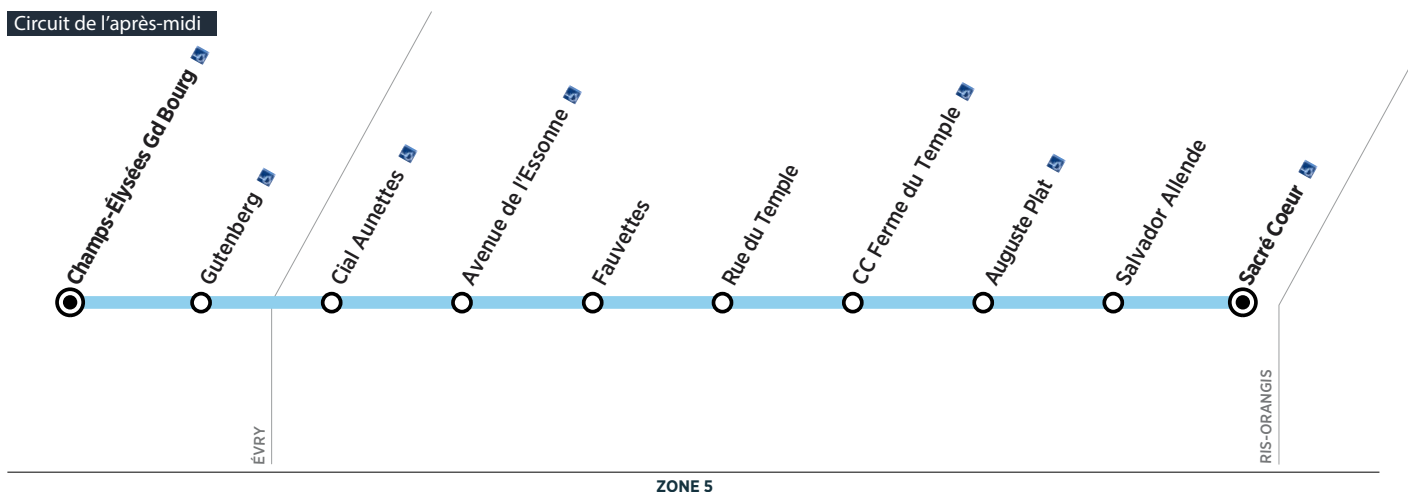 Circuit de l'après-midi
Champs-Élysées Gd Bourg
Gutenberg
Cial Aunettes
Avenue de l'Essonne
Fauvettes
Rue du Temple
CC Ferme du Temple
Auguste Plat
Salvador Allende
Sacré Coeur
ÉVRY
RIS-ORANGIS
ZONE 5